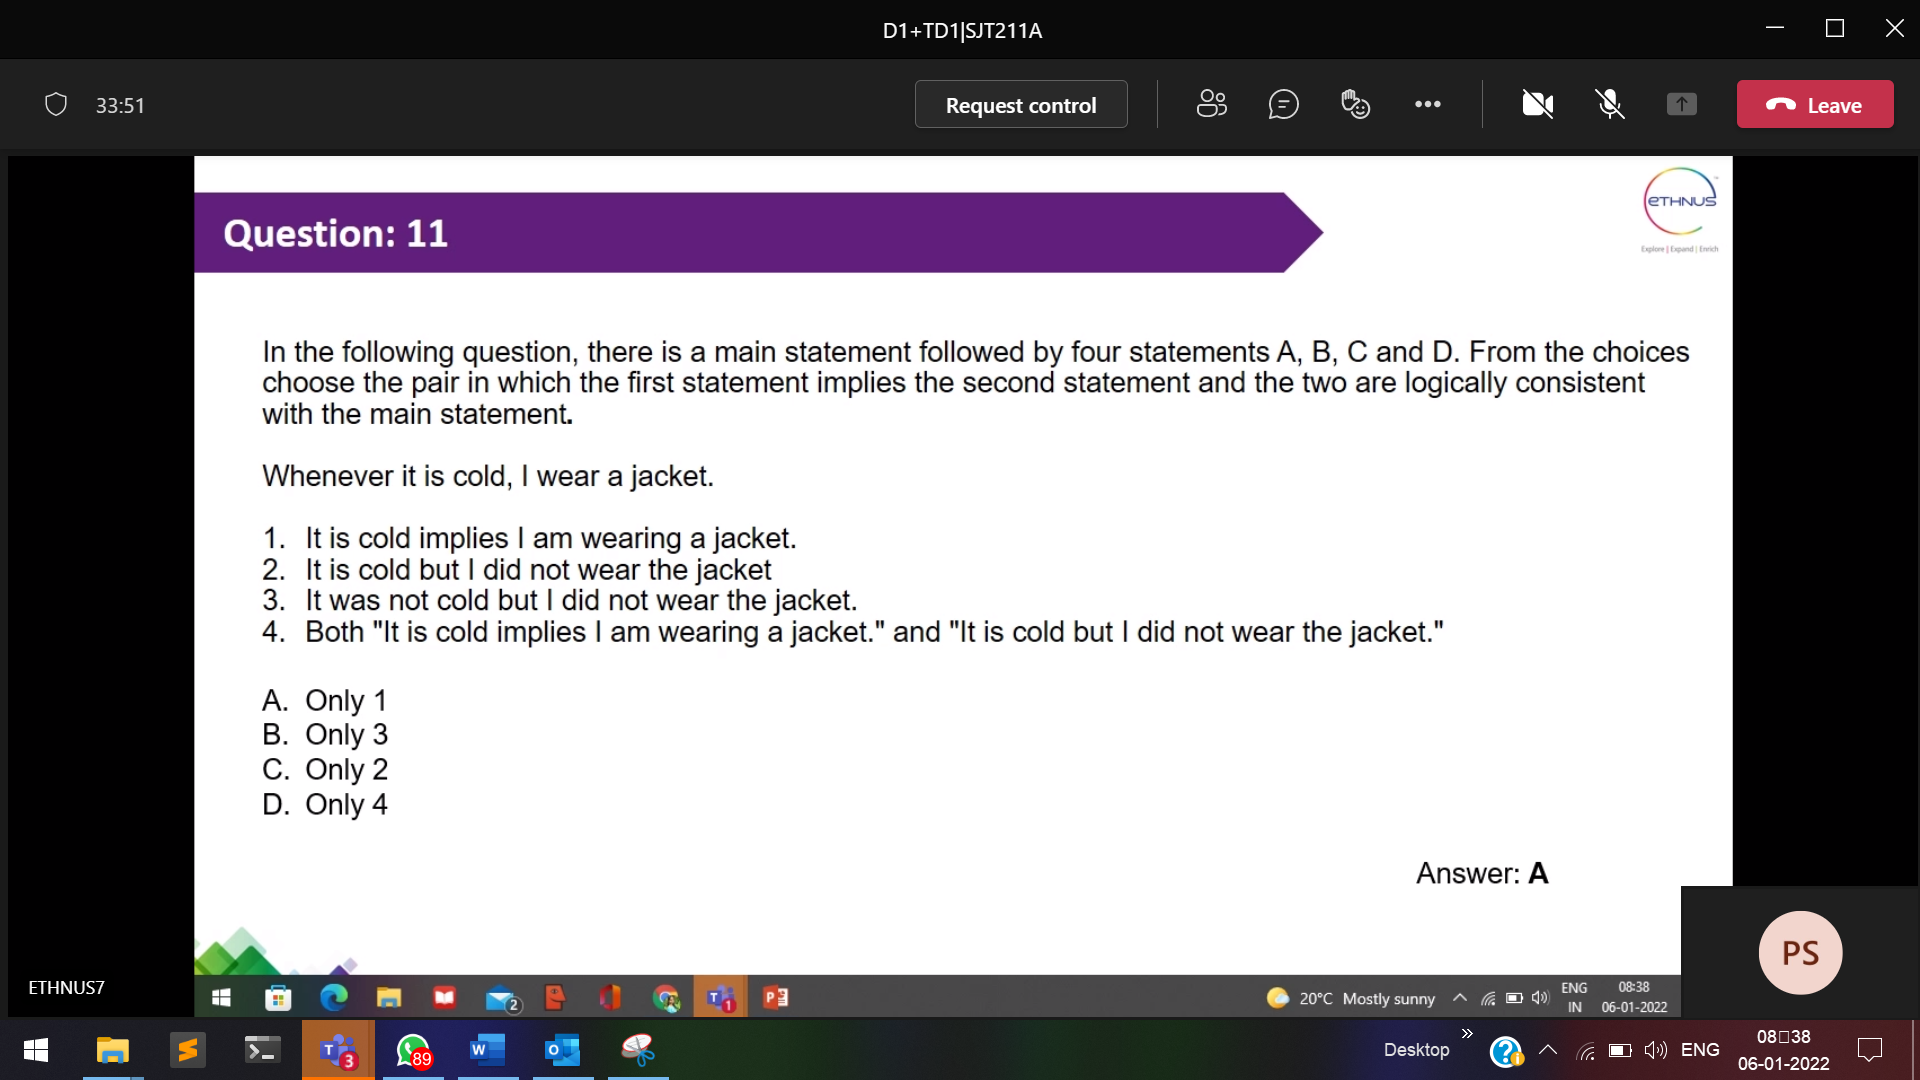 D1+TD1|SJT211A
33:51
Request control
Leave
Question: 11
eTHNUS
Explore | Expand | Enrich
In the following question, there is a main statement followed by four statements A, B, C and D. From the choices
choose the pair in which the first statement implies the second statement and the two are logically consistent
with the main statement.
Whenever it is cold, I wear a jacket.
1. It is cold implies I am wearing a jacket.
2. It is cold but I did not wear the jacket
3. It was not cold but I did not wear the jacket.
4. Both "It is cold implies I am wearing a jacket." and "It is cold but I did not wear the jacket."
A. Only 1
B. Only 3
C. Only 2
D. Only 4
Answer: A
PS
ETHNUS7
2
1
20°C Mostly sunny
ENG
IN
08:38
06-01-2022
3
89
Desktop
ENG
08▯38
06-01-2022